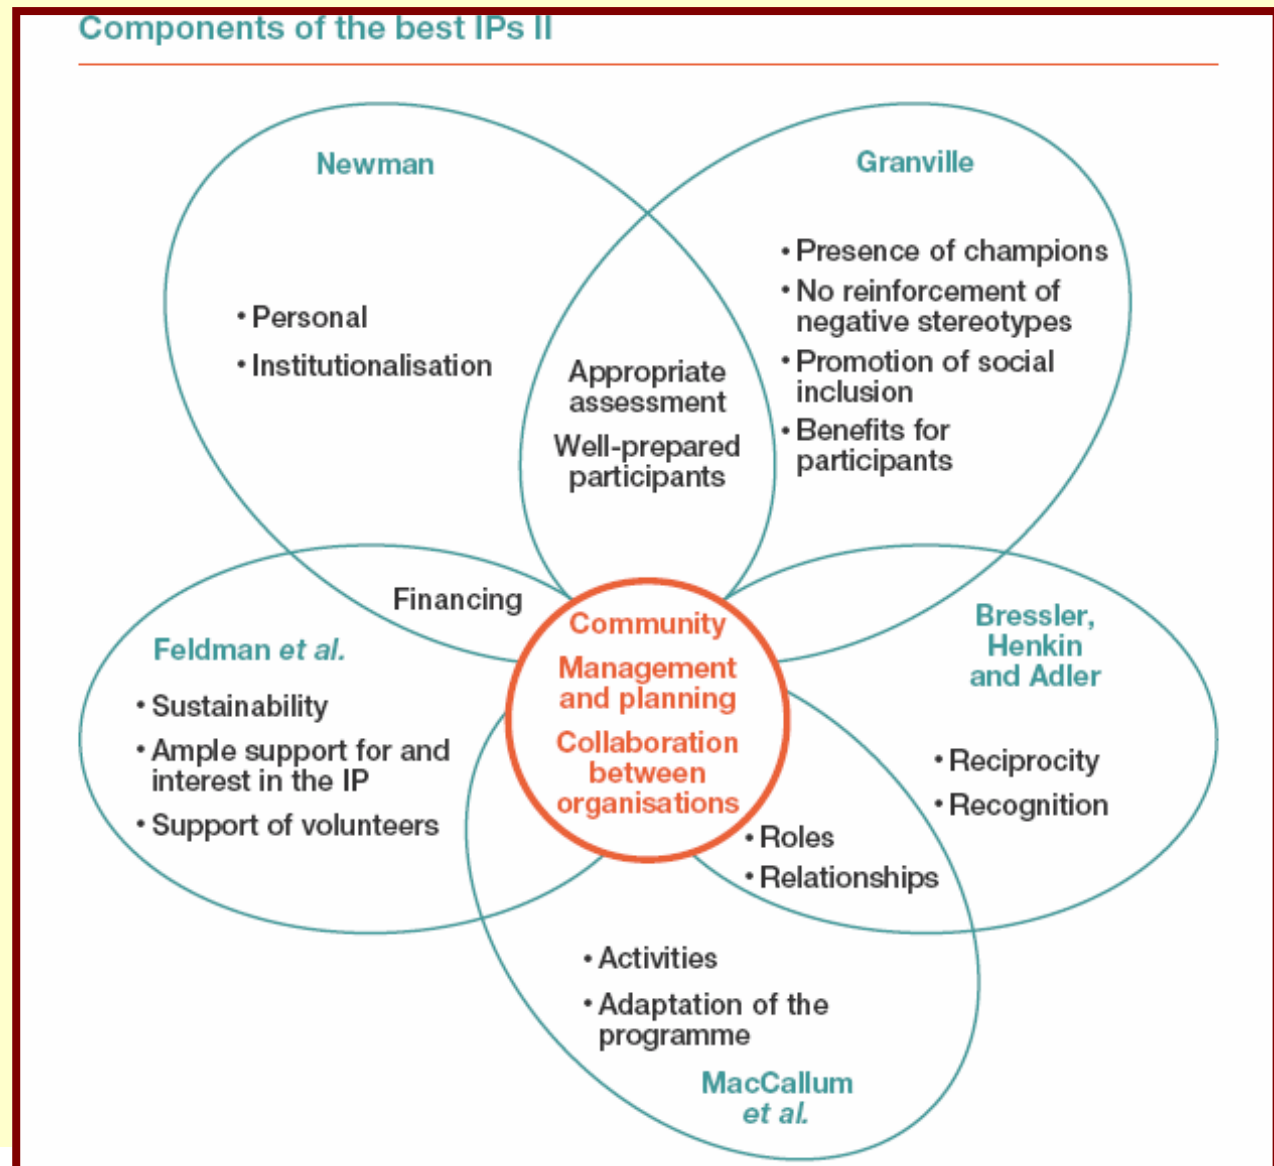 Components of the best IPs II
Newman
• Personal
• Institutionalisation
Granville
• Presence of champions
• No reinforcement of
negative stereotypes
• Promotion of social
inclusion
• Benefits for
participants
Appropriate
assessment
Well-prepared
participants
Financing
Feldman et al.
• Sustainability
• Ample support for and
interest in the IP
• Support of volunteers
Community
Management
and planning
Collaboration
between
organisations
Bressler,
Henkin
and Adler
• Reciprocity
• Recognition
• Roles
• Relationships
• Activities
• Adaptation of the
programme
MacCallum
et al.